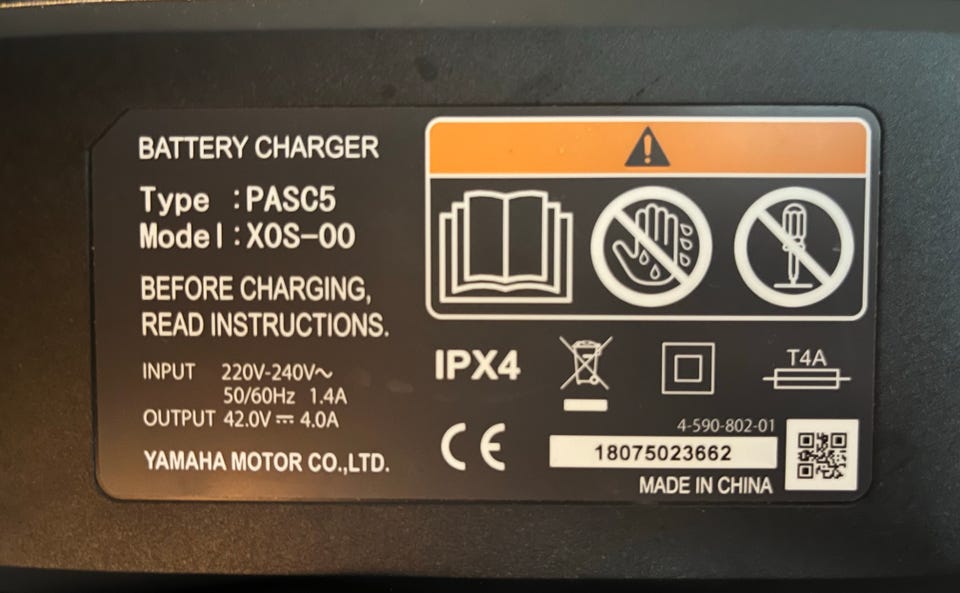 BATTERY CHARGER
Type :PASC5
Model:X0S-00
BEFORE CHARGING,
READ INSTRUCTIONS.
INPUT 220V-240V～
50/60Hz 1.4A
OUTPUT 42.0V⎓4.0A
YAMAHA MOTOR CO.,LTD.
IPX4
T4A
CE
4-590-802-01
18075023662
MADE IN CHINA